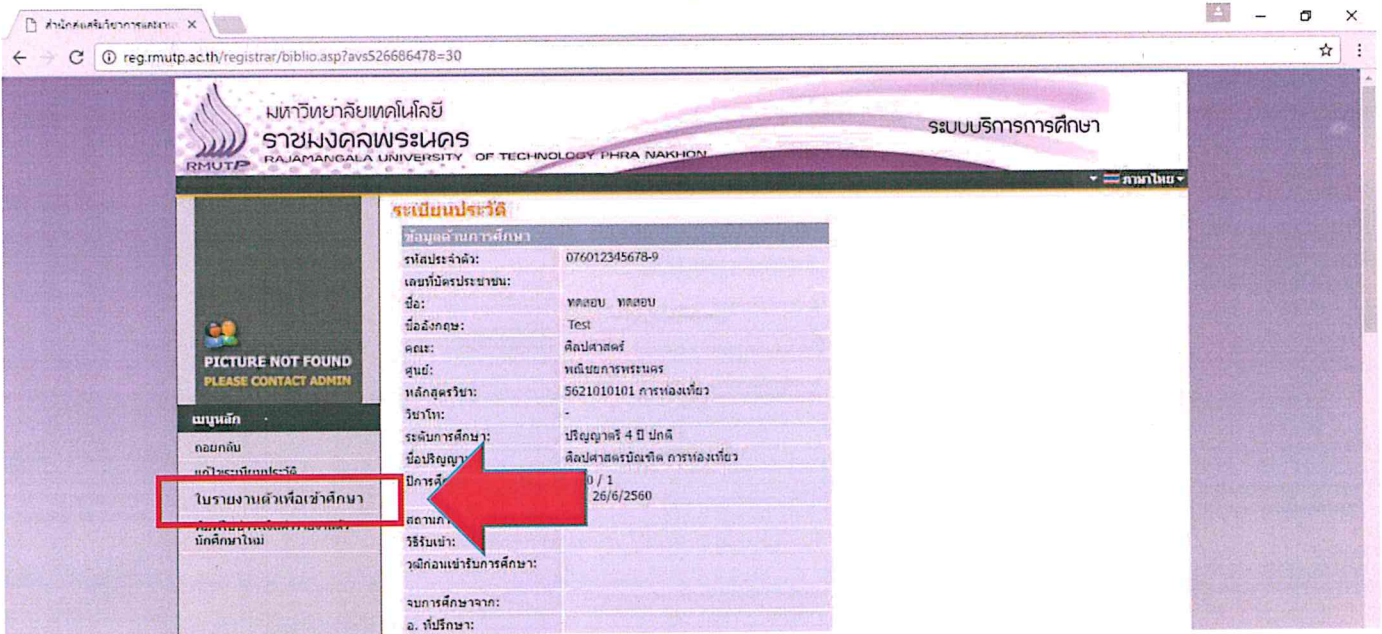 reg.rmutp.ac.th/registrar/biblio.asp?avs526686478=30
มหาวิทยาลัยเทคโนโลยี
ราชมงคลพระนคร
RAJAMANGALA UNIVERSITY OF TECHNOLOGY PHRA NAKHON
RMUTP
ระบบบริการการศึกษา
ภาษาไทย
ระเบียนประวัติ
ข้อมูลด้านการศึกษา
รหัสประจำตัว: 076012345678-9
เลขที่บัตรประชาชน:
ชื่อ: ทดสอบ ทดสอบ
ชื่ออังกฤษ: Test
คณะ: ศิลปศาสตร์
ศูนย์: พณิชยการพระนคร
หลักสูตรวิชา: 5621010101 การท่องเที่ยว
วิชาโท: -
ระดับการศึกษา: ปริญญาตรี 4 ปี ปกติ
ชื่อปริญญา ศิลปศาสตรบัณฑิต การท่องเที่ยว
0 / 1
26/6/2560
วิธีรับเข้า:
วุฒิก่อนเข้ารับการศึกษา:
จบการศึกษาจาก:
อ. ที่ปรึกษา:
PICTURE NOT FOUND
PLEASE CONTACT ADMIN
เมนูหลัก
ถอยกลับ
แก้ไขระเบียนประวัติ
ใบรายงานตัวเพื่อเข้าศึกษา
นักศึกษาใหม่